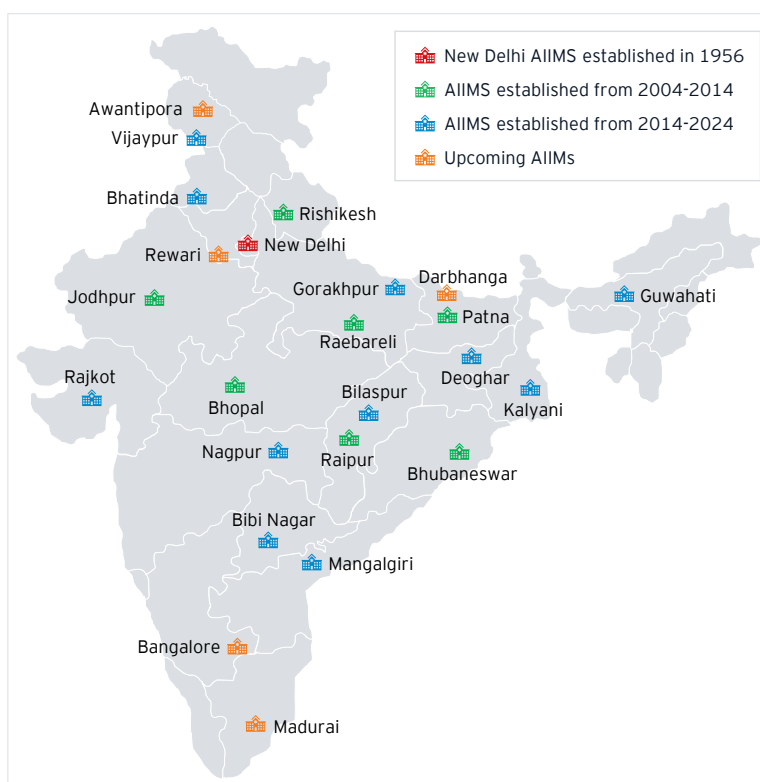 New Delhi AIIMS established in 1956
AIIMS established from 2004-2014
AIIMS established from 2014-2024
Upcoming AIIMs
Awantipora
Vijaypur
Bhatinda
Rishikesh
New Delhi
Rewari
Gorakhpur
Darbhanga
Guwahati
Jodhpur
Patna
Raebareli
Rajkot
Deoghar
Bhopal
Bilaspur
Kalyani
Nagpur
Raipur
Bhubaneswar
Bibi Nagar
Mangalgiri
Bangalore
Madurai